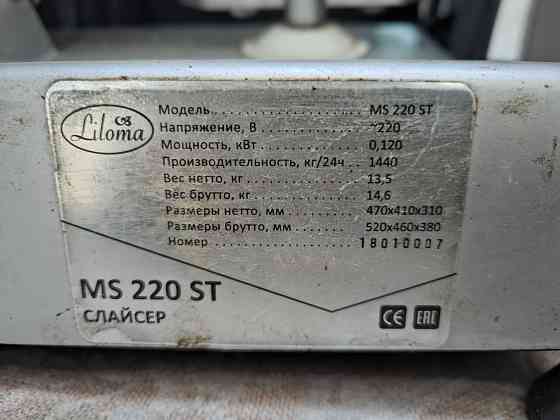 Liloma
Модель MS 220 ST
Напряжение, В ~220
Мощность, кВт 0,120
Производительность, кг/24ч 1440
Вес нетто, кг 13,5
Вес брутто, кг 14,6
Размеры нетто, мм 470x410x310
Размеры брутто, мм 520x460x380
Номер 18010007
MS 220 ST
СЛАЙСЕР
CE EAC